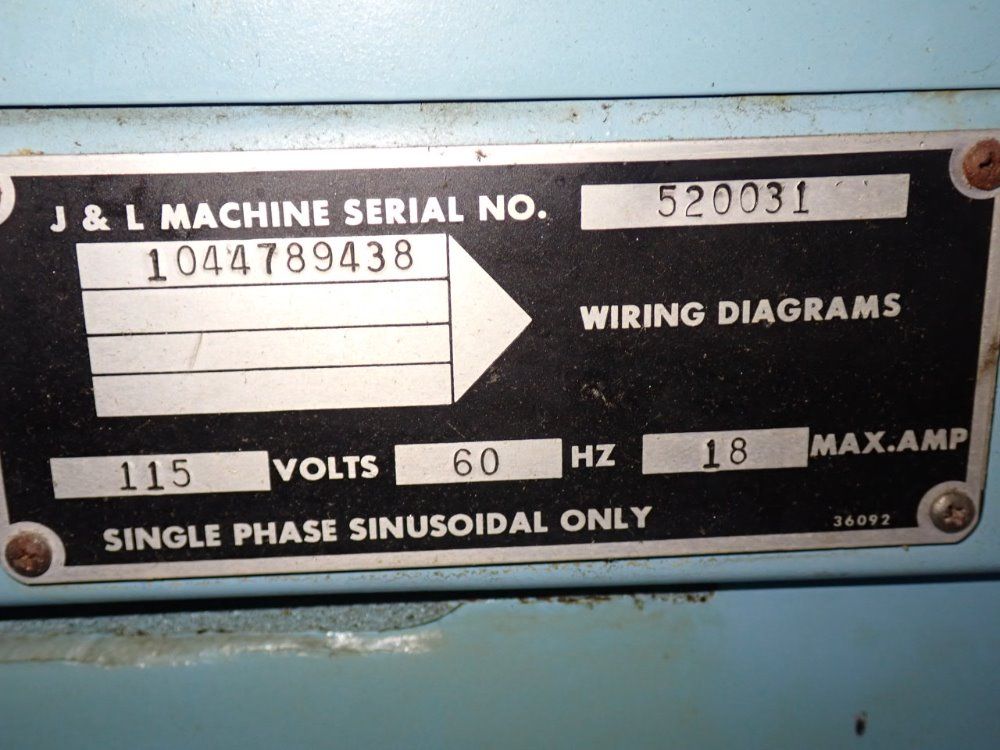 J & L MACHINE SERIAL NO. 520031
1044789438
WIRING DIAGRAMS
115 VOLTS 60 HZ 18 MAX.AMP
SINGLE PHASE SINUSOIDAL ONLY
36092